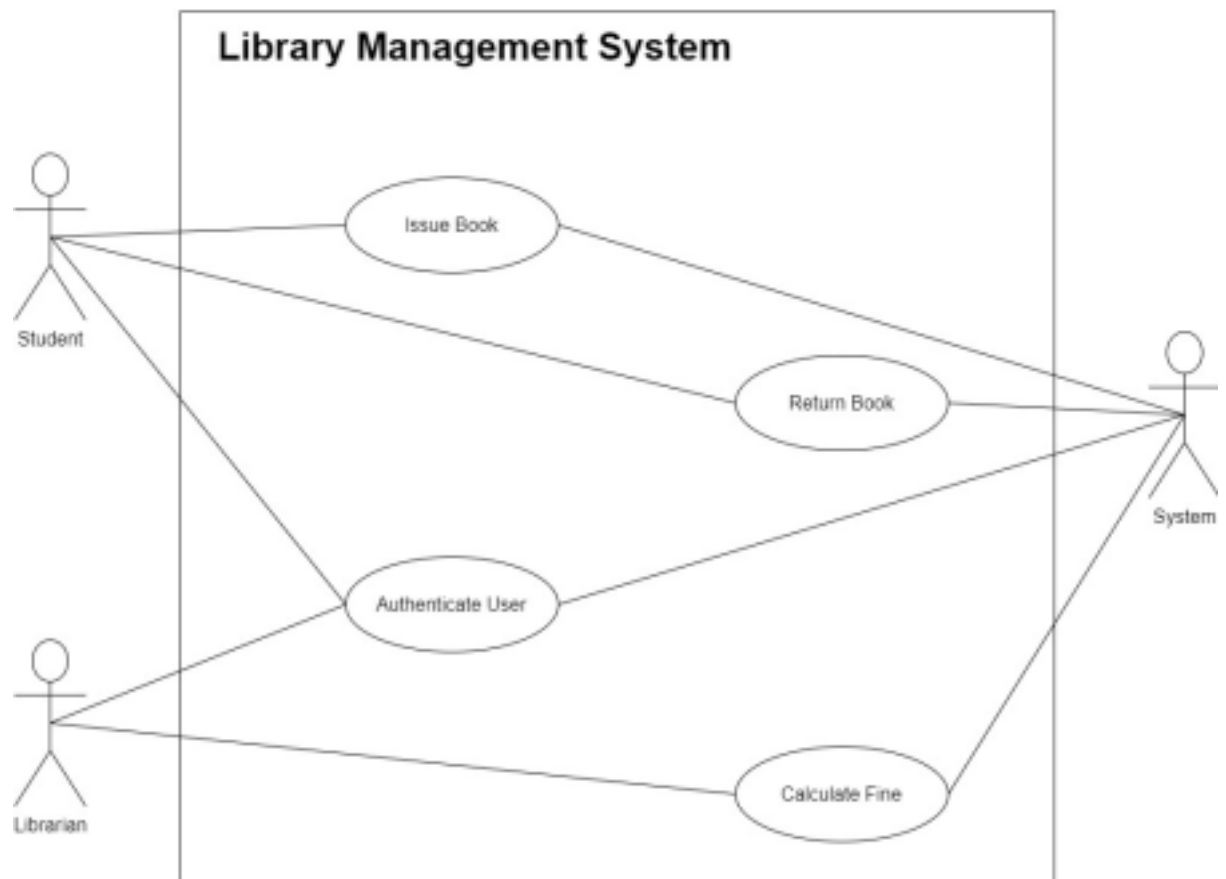 Library Management System
Issue Book
Student
Return Book
System
Authenticate User
Calculate Fine
Librarian